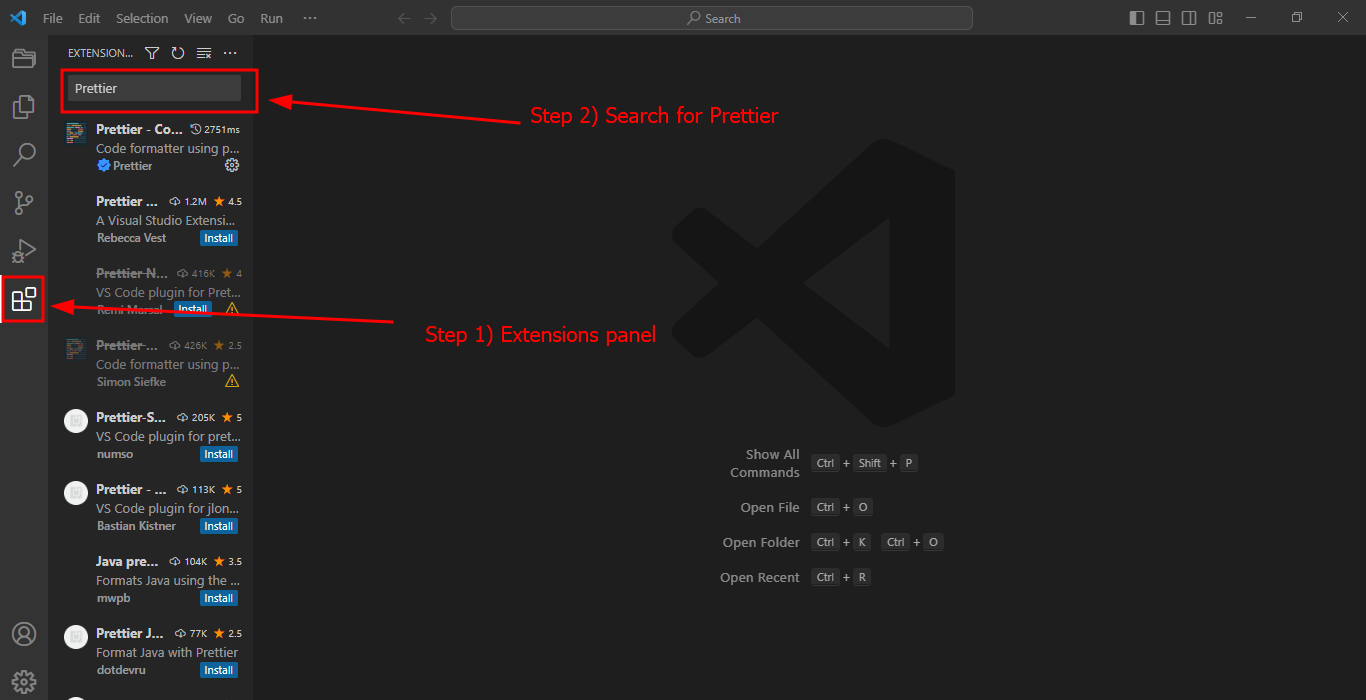 File Edit Selection View Go Run ···
Search
EXTENSION... ···
Prettier
Step 2) Search for Prettier
Prettier - Co... 2751ms
Code formatter using p...
Prettier
Prettier ... 1.2M 4.5
A Visual Studio Extensi...
Rebecca Vest Install
Prettier N... 416K 4
VS Code plugin for Pret...
Remi Marsal Install
Step 1) Extensions panel
Prettier-... 426K 2.5
Code formatter using p...
Simon Siefke
Prettier-S... 205K 5
VS Code plugin for pret...
numso Install
Prettier - ... 113K 5
VS Code plugin for jlon...
Bastian Kistner Install
Java pre... 104K 3.5
Formats Java using the ...
mwpb Install
Prettier J... 77K 2.5
Format Java with Prettier
dotdevru Install
Show All
Commands Ctrl + Shift + P
Open File Ctrl + O
Open Folder Ctrl + K Ctrl + O
Open Recent Ctrl + R